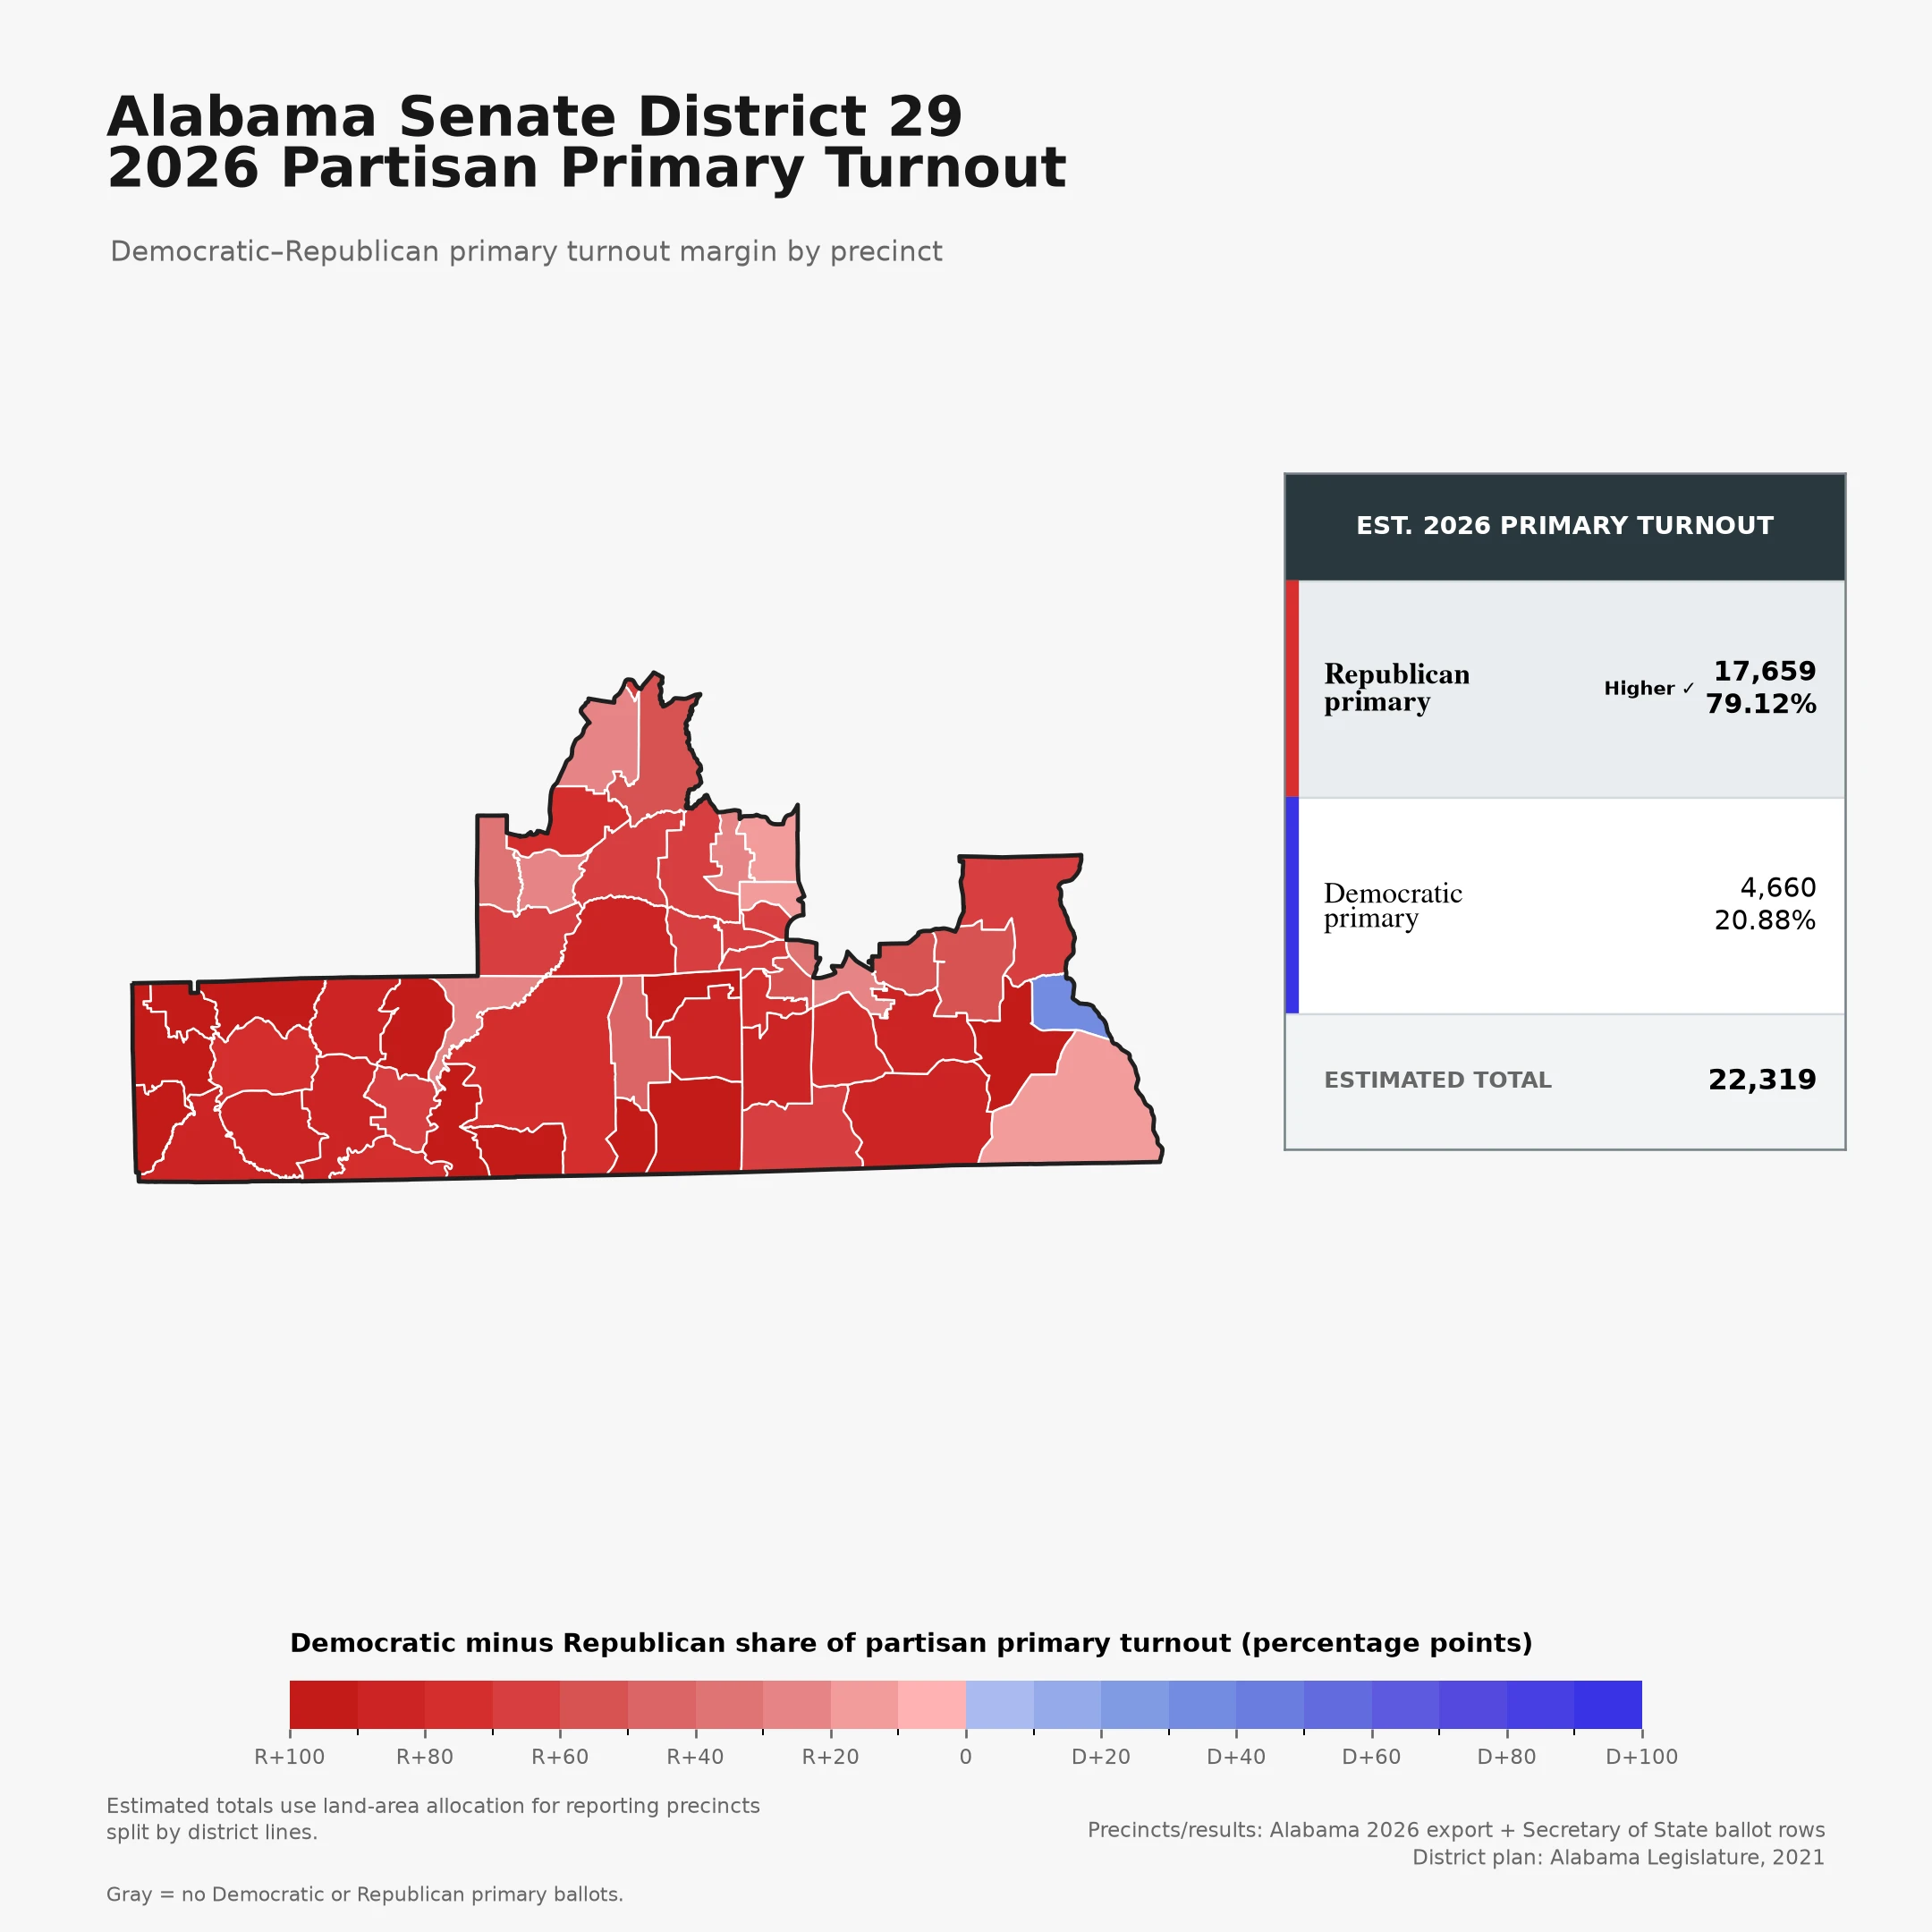 Alabama Senate District 29
2026 Partisan Primary Turnout
Democratic–Republican primary turnout margin by precinct
EST. 2026 PRIMARY TURNOUT
Republican
primary
Higher ✓
17,659
79.12%
Democratic
primary
4,660
20.88%
ESTIMATED TOTAL
22,319
Democratic minus Republican share of partisan primary turnout (percentage points)
R+100 R+80 R+60 R+40 R+20 0 D+20 D+40 D+60 D+80 D+100
Estimated totals use land-area allocation for reporting precincts
split by district lines.
Precincts/results: Alabama 2026 export + Secretary of State ballot rows
District plan: Alabama Legislature, 2021
Gray = no Democratic or Republican primary ballots.